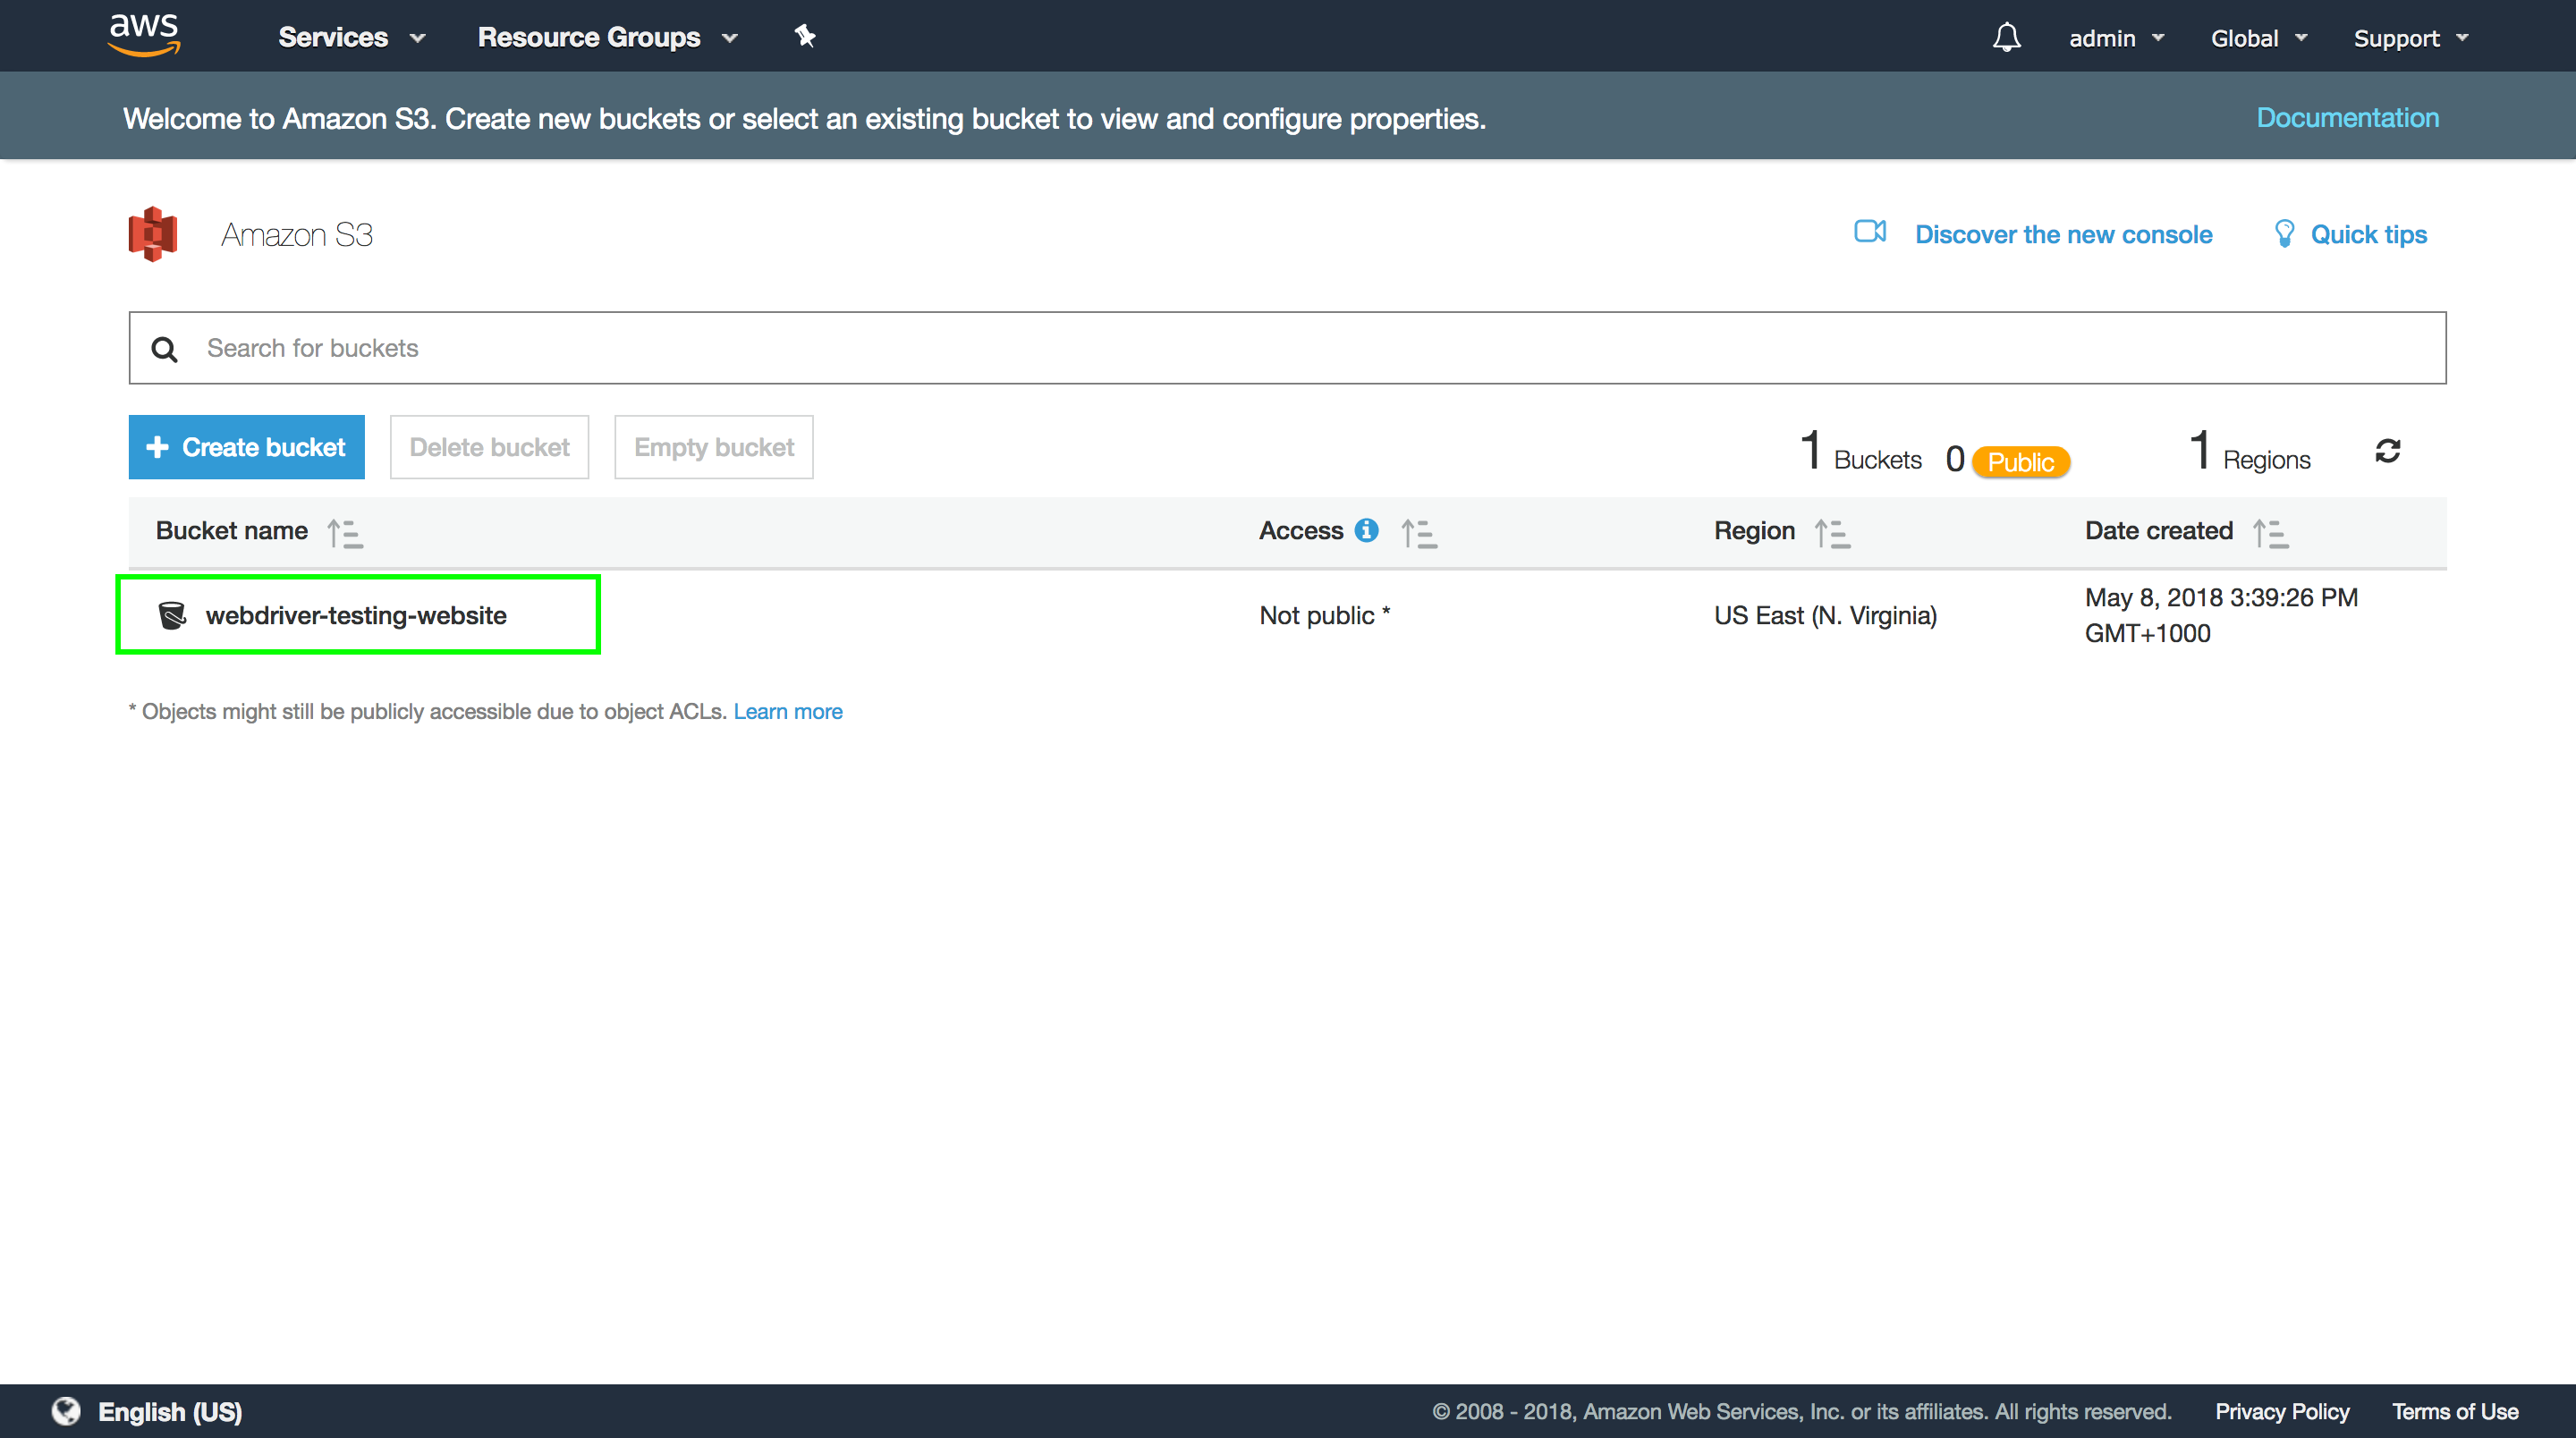 aws Services Resource Groups admin Global Support
Welcome to Amazon S3. Create new buckets or select an existing bucket to view and configure properties. Documentation
Amazon S3 Discover the new console Quick tips
Search for buckets
Create bucket Delete bucket Empty bucket 1 Buckets 0 Public 1 Regions
Bucket name Access Region Date created
webdriver-testing-website Not public * US East (N. Virginia) May 8, 2018 3:39:26 PM
GMT+1000
* Objects might still be publicly accessible due to object ACLs. Learn more
English (US) © 2008 - 2018, Amazon Web Services, Inc. or its affiliates. All rights reserved. Privacy Policy Terms of Use